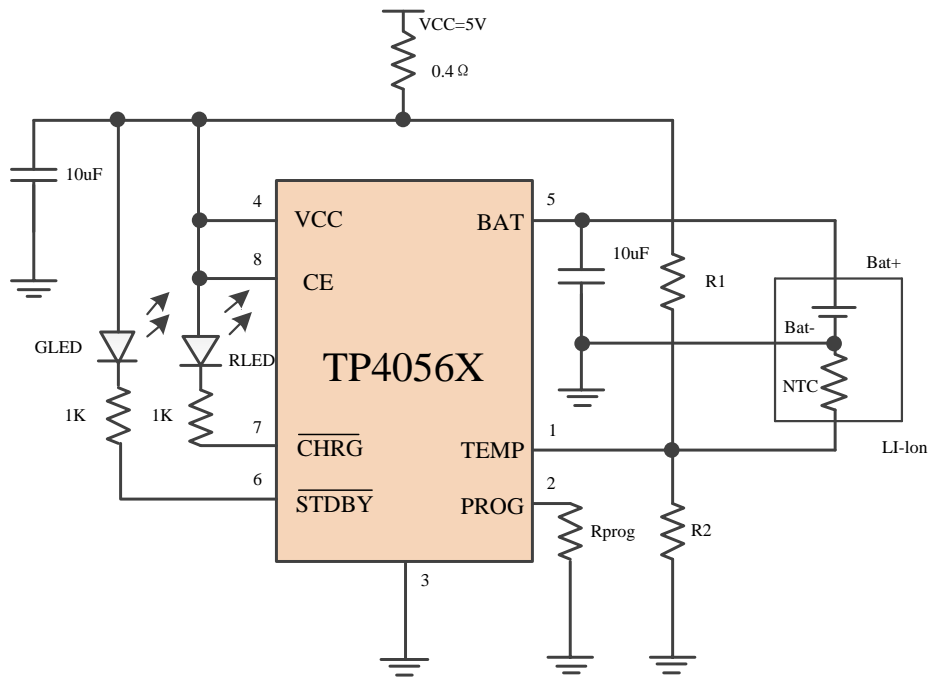 VCC=5V
0.4Ω
10uF
4
VCC
BAT
5
8
CE
10uF
R1
Bat+
Bat-
GLED
RLED
TP4056X
NTC
1K
1K
7
CHRG
TEMP
1
LI-lon
6
STDBY
PROG
2
Rprog
R2
3